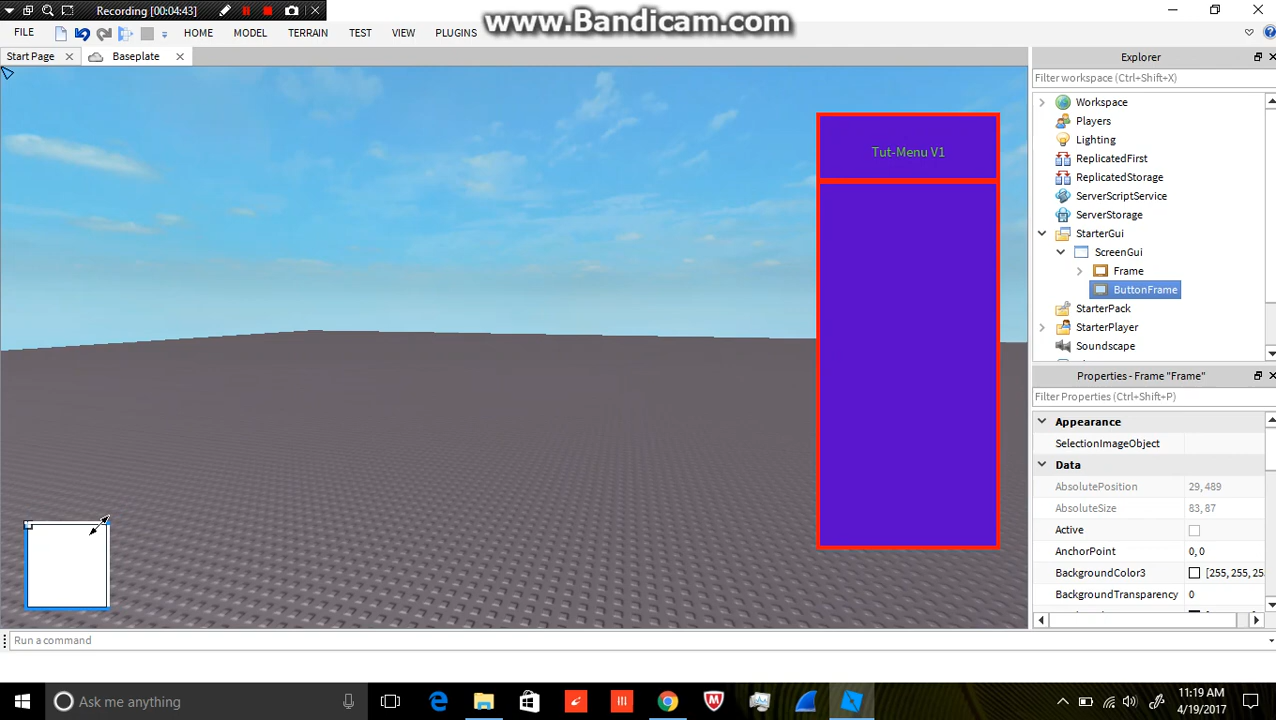 Recording [00:04:43]
www.Bandicam.com
FILE HOME MODEL TERRAIN TEST VIEW PLUGINS
Start Page Baseplate
Explorer
Filter workspace (Ctrl+Shift+X)
Workspace
Players
Lighting
ReplicatedFirst
ReplicatedStorage
ServerScriptService
ServerStorage
StarterGui
ScreenGui
Frame
ButtonFrame
StarterPack
StarterPlayer
Soundscape
Tut-Menu V1
Properties - Frame "Frame"
Filter Properties (Ctrl+Shift+P)
Appearance
SelectionImageObject
Data
AbsolutePosition 29, 489
AbsoluteSize 83, 87
Active
AnchorPoint 0, 0
BackgroundColor3 [255, 255, 25
BackgroundTransparency 0
Run a command
Ask me anything
11:19 AM
4/19/2017